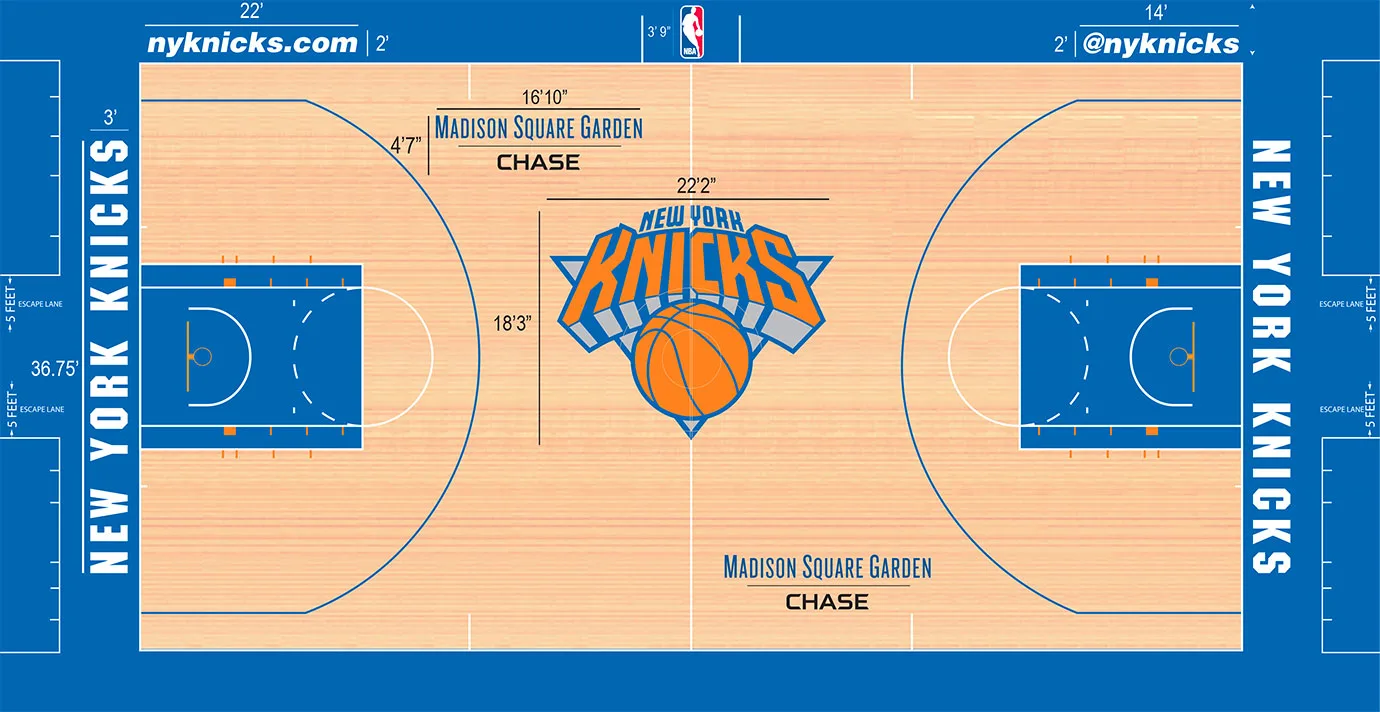 22'
nyknicks.com
2'
3' 9"
NBA
14'
2'
@nyknicks
3'
16'10"
4'7"
MADISON SQUARE GARDEN
CHASE
22'2"
18'3"
NEW YORK
KNICKS
NEW YORK KNICKS
36.75'
5 FEET
ESCAPE LANE
5 FEET
ESCAPE LANE
NEW YORK KNICKS
ESCAPE LANE
5 FEET
ESCAPE LANE
5 FEET
MADISON SQUARE GARDEN
CHASE